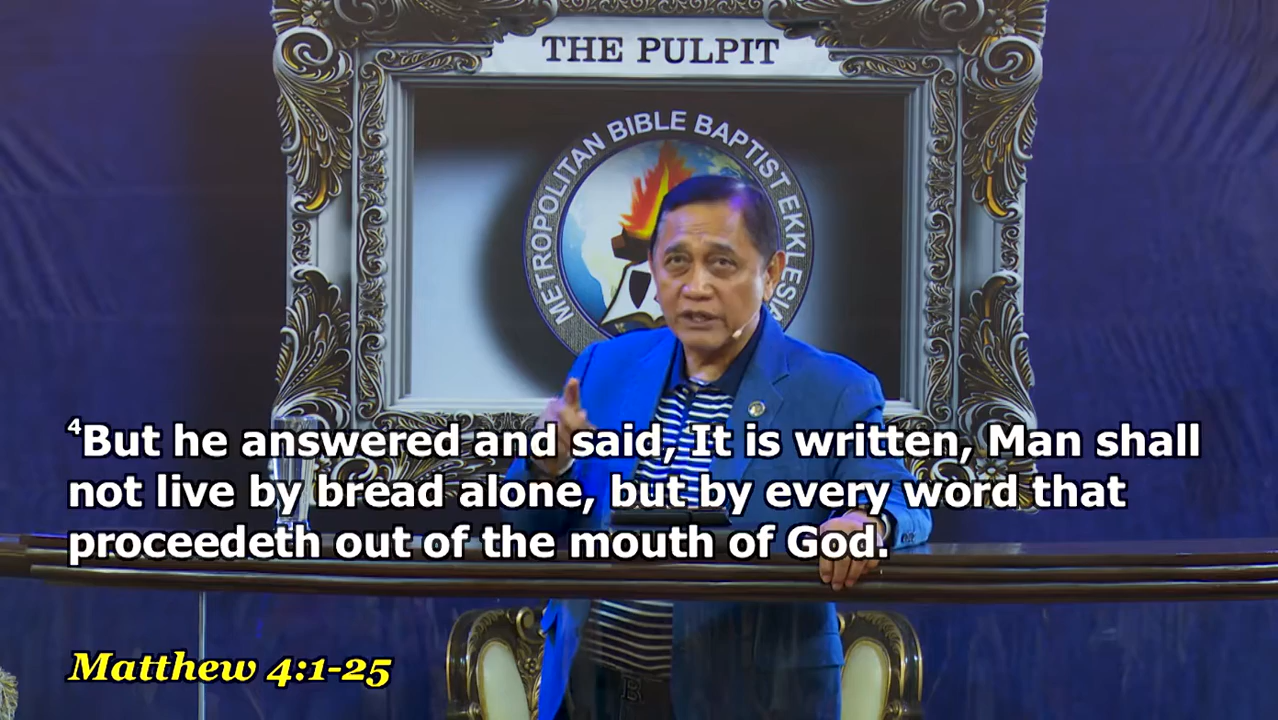 THE PULPIT
METROPOLITAN BIBLE BAPTIST EKKLESIA
⁴But he answered and said, It is written, Man shall
not live by bread alone, but by every word that
proceedeth out of the mouth of God.
Matthew 4:1-25